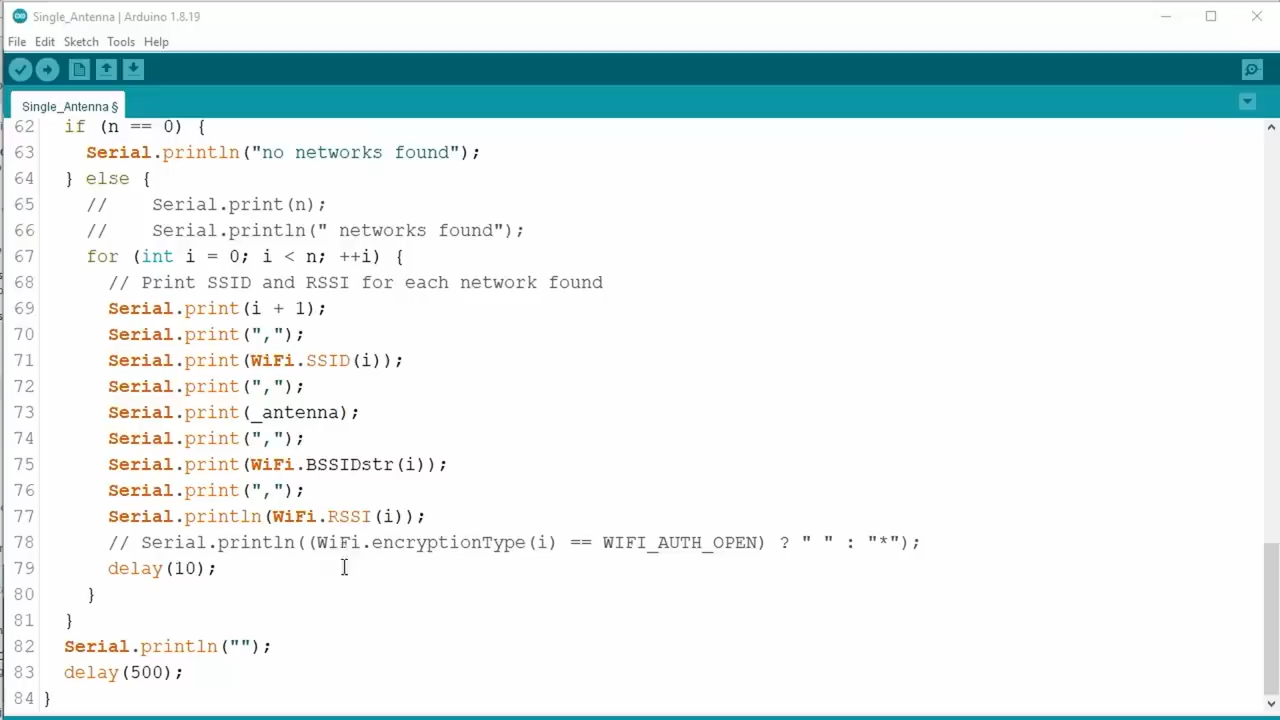 Single_Antenna | Arduino 1.8.19
File Edit Sketch Tools Help
Single_Antenna §
62 if (n == 0) {
63 Serial.println("no networks found");
64 } else {
65 // Serial.print(n);
66 // Serial.println(" networks found");
67 for (int i = 0; i < n; ++i) {
68 // Print SSID and RSSI for each network found
69 Serial.print(i + 1);
70 Serial.print(",");
71 Serial.print(WiFi.SSID(i));
72 Serial.print(",");
73 Serial.print(_antenna);
74 Serial.print(",");
75 Serial.print(WiFi.BSSIDstr(i));
76 Serial.print(",");
77 Serial.println(WiFi.RSSI(i));
78 // Serial.println((WiFi.encryptionType(i) == WIFI_AUTH_OPEN) ? " " : "*");
79 delay(10);
80 }
81 }
82 Serial.println("");
83 delay(500);
84 }